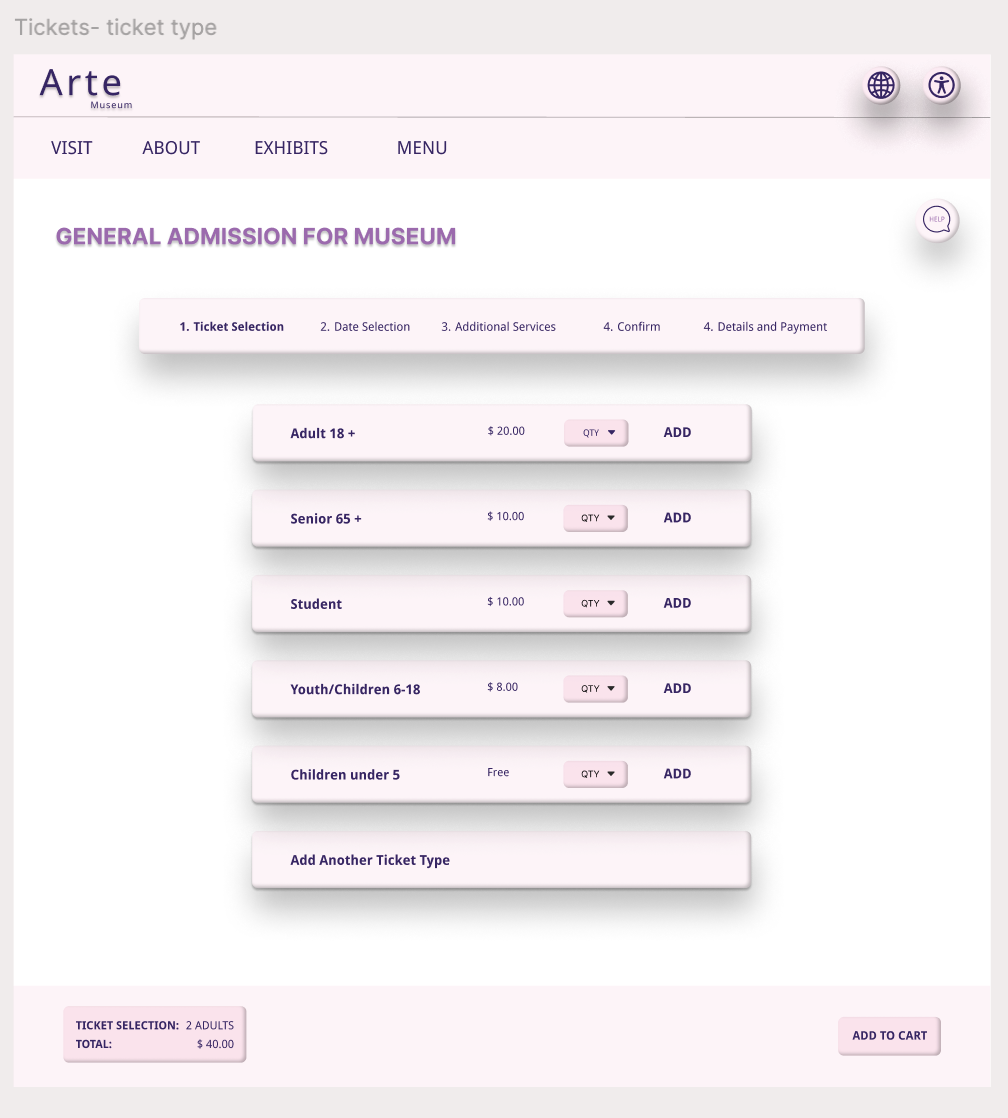 Tickets- ticket type
Arte
Museum
VISIT ABOUT EXHIBITS MENU
HELP
GENERAL ADMISSION FOR MUSEUM
1. Ticket Selection 2. Date Selection 3. Additional Services 4. Confirm 4. Details and Payment
Adult 18 + $ 20.00 QTY ADD
Senior 65 + $ 10.00 QTY ADD
Student $ 10.00 QTY ADD
Youth/Children 6-18 $ 8.00 QTY ADD
Children under 5 Free QTY ADD
Add Another Ticket Type
TICKET SELECTION: 2 ADULTS
TOTAL: $ 40.00
ADD TO CART